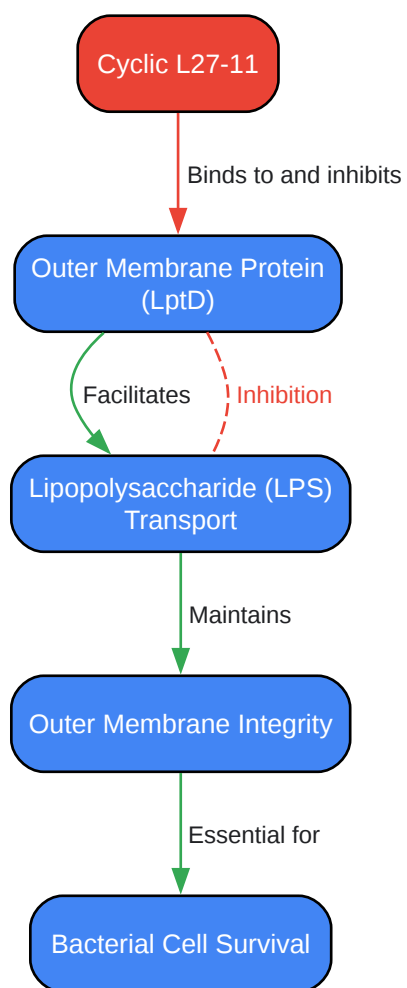 Cyclic L27-11
Binds to and inhibits
Outer Membrane Protein
(LptD)
Facilitates
Inhibition
Lipopolysaccharide (LPS)
Transport
Maintains
Outer Membrane Integrity
Essential for
Bacterial Cell Survival